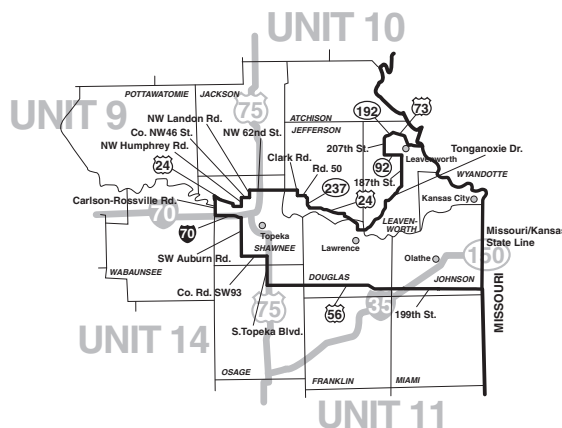 UNIT 10
POTTAWATOMIE
JACKSON
UNIT 9
75
NW Landon Rd.
Co. NW46 St.
NW Humphrey Rd.
NW 62nd St.
ATCHISON
JEFFERSON
192
73
207th St.
Leavenworth
Tonganoxie Dr.
24
Clark Rd.
Rd. 50
92
187th St.
WYANDOTTE
237
24
Carlson-Rossville Rd.
70
Kansas City
LEAVEN-
WORTH
70
Topeka
SHAWNEE
Lawrence
Missouri/Kansa
State Line
150
SW Auburn Rd.
Olathe
WABAUNSEE
DOUGLAS
JOHNSON
Co. Rd. SW93
MISSOURI
75
56
35
199th St.
S.Topeka Blvd.
UNIT 14
OSAGE
FRANKLIN
MIAMI
UNIT 11